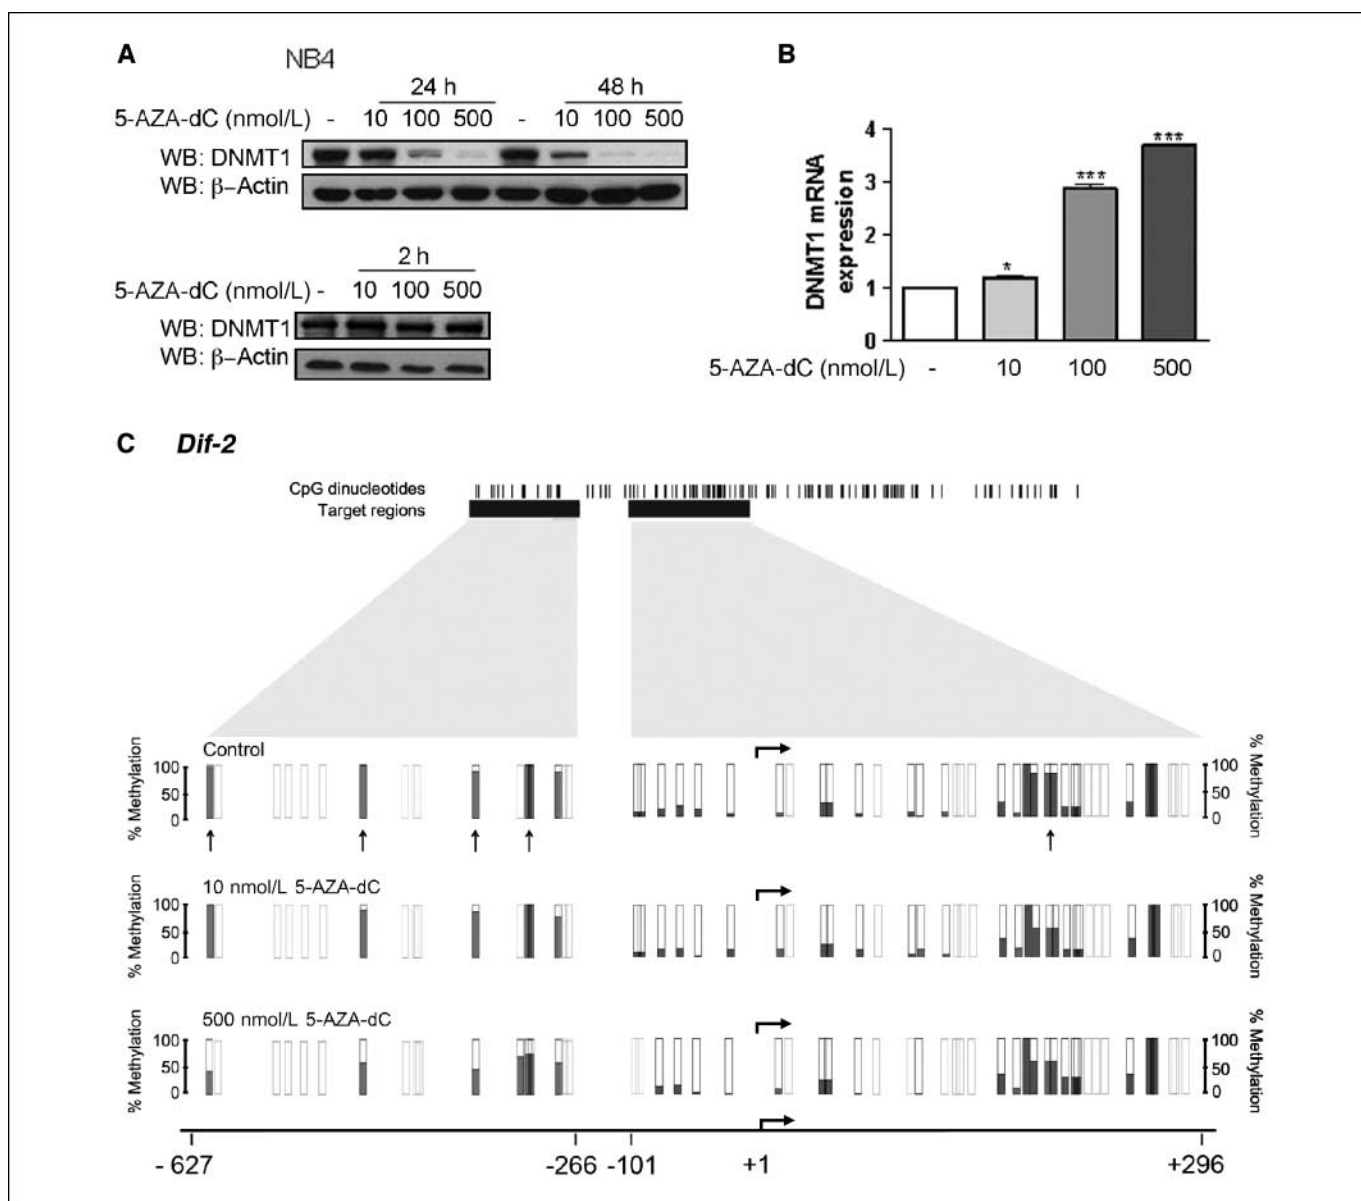 A
NB4
24 h 48 h
5-AZA-dC (nmol/L) - 10 100 500 - 10 100 500
WB: DNMT1
WB: β–Actin
2 h
5-AZA-dC (nmol/L) - 10 100 500
WB: DNMT1
WB: β–Actin
B
DNMT1 mRNA
expression
4
3
2
1
0
*
***
***
5-AZA-dC (nmol/L) - 10 100 500
C Dif-2
CpG dinucleotides
Target regions
Control
% Methylation
100
50
0
100
50
0
% Methylation
10 nmol/L 5-AZA-dC
% Methylation
100
50
0
100
50
0
% Methylation
500 nmol/L 5-AZA-dC
% Methylation
100
50
0
100
50
0
% Methylation
- 627 -266 -101 +1 +296